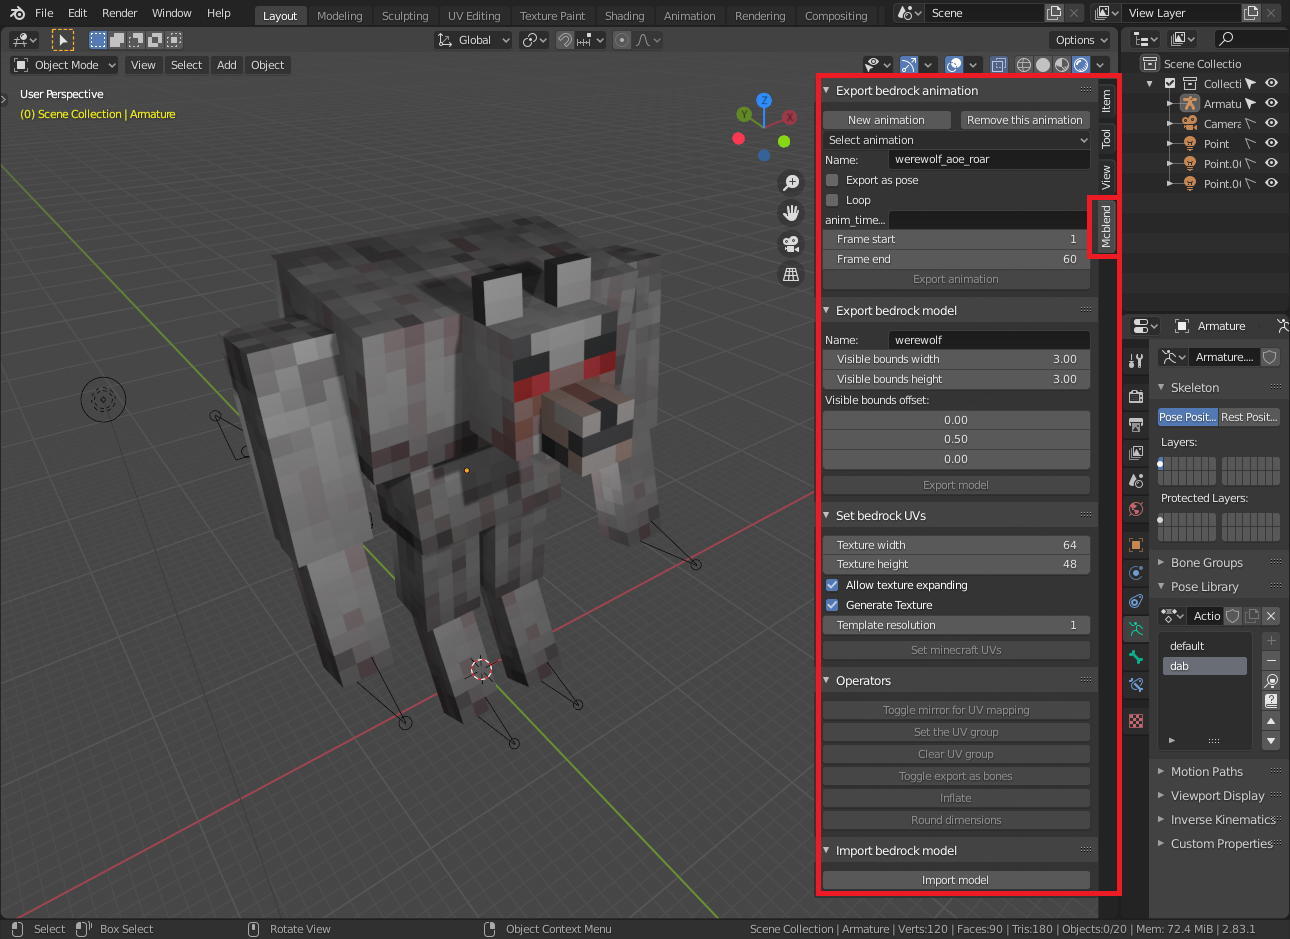 File Edit Render Window Help Layout Modeling Sculpting UV Editing Texture Paint Shading Animation Rendering Compositing Scene View Layer
Global Options
Object Mode View Select Add Object
User Perspective
(0) Scene Collection | Armature
Z
Y
X
Export bedrock animation
New animation Remove this animation
Select animation
Name: werewolf_aoe_roar
Export as pose
Loop
anim_time...
Frame start 1
Frame end 60
Export animation
Export bedrock model
Name: werewolf
Visible bounds width 3.00
Visible bounds height 3.00
Visible bounds offset:
0.00
0.50
0.00
Export model
Set bedrock UVs
Texture width 64
Texture height 48
Allow texture expanding
Generate Texture
Template resolution 1
Set minecraft UVs
Operators
Toggle mirror for UV mapping
Set the UV group
Clear UV group
Toggle export as bones
Inflate
Round dimensions
Import bedrock model
Import model
Item
Tool
View
Mcblend
Scene Collectio
Collecti
Armatu
Camera
Point
Point.0
Point.0
Armature
Armature....
Skeleton
Pose Posit... Rest Posit...
Layers:
Protected Layers:
Bone Groups
Pose Library
Actio
default
dab
Motion Paths
Viewport Display
Inverse Kinematics
Custom Properties
Select Box Select Rotate View Object Context Menu Scene Collection | Armature | Verts:120 | Faces:90 | Tris:180 | Objects:0/20 | Mem: 72.4 MiB | 2.83.1